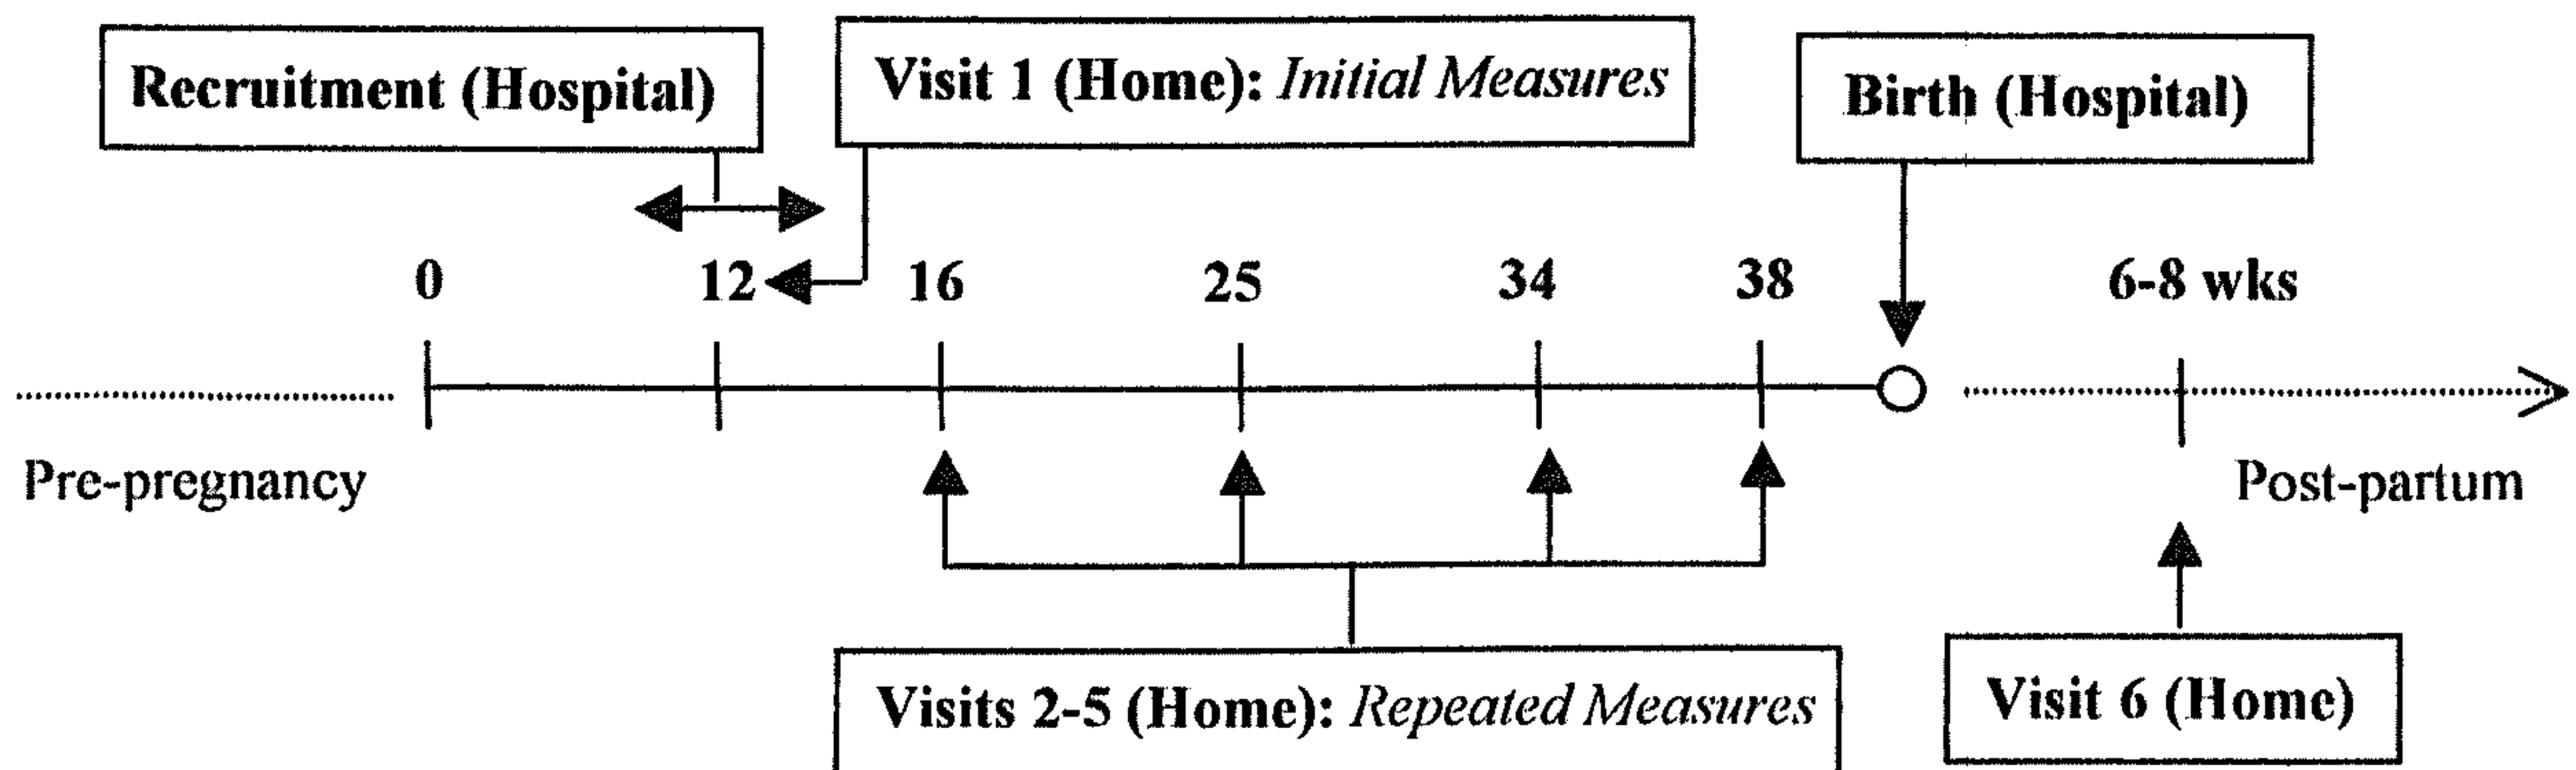 Recruitment (Hospital)
Visit 1 (Home): Initial Measures
Birth (Hospital)
0 12 16 25 34 38 6-8 wks
Pre-pregnancy
Post-partum
Visits 2-5 (Home): Repeated Measures
Visit 6 (Home)